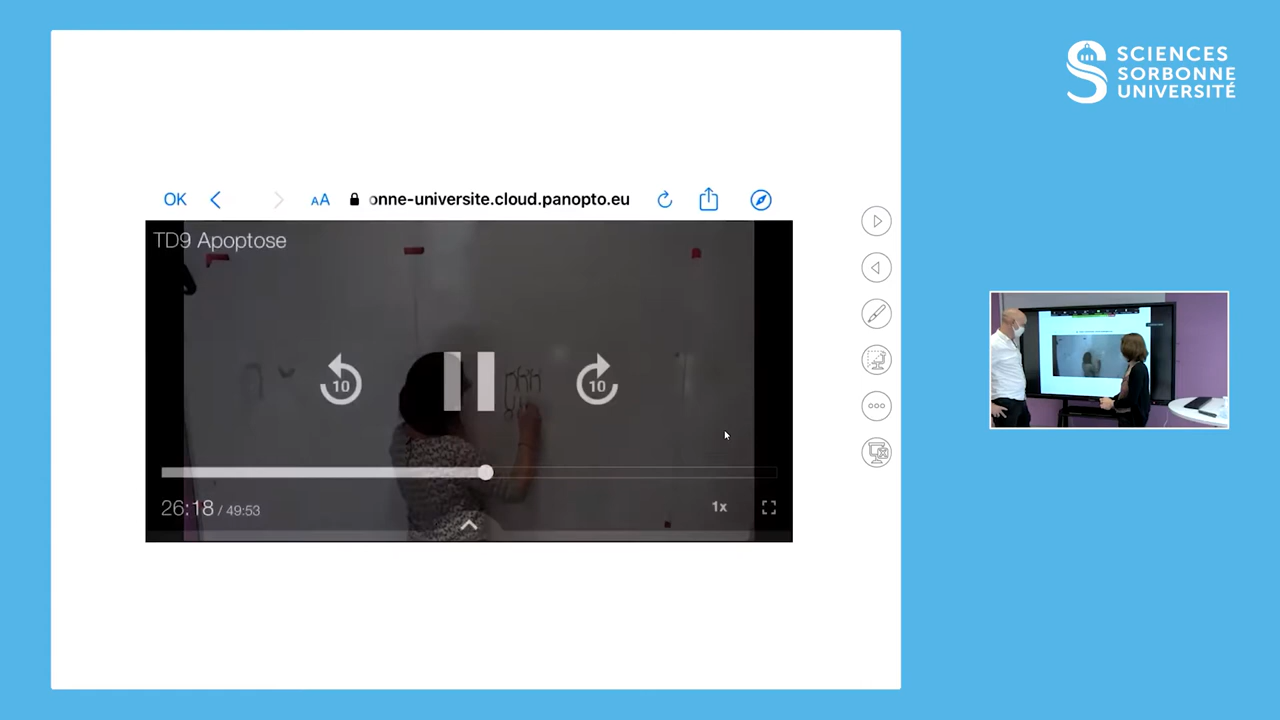 SCIENCES
SORBONNE
UNIVERSITÉ
OK
AA
onne-universite.cloud.panopto.eu
TD9 Apoptose
10
10
26:18 / 49:53
1x